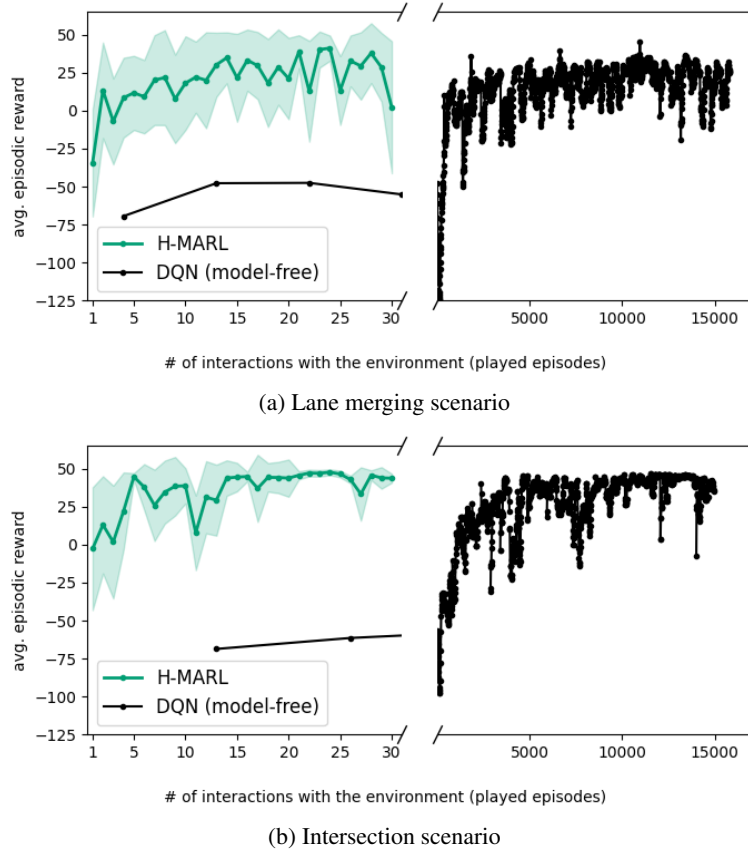 50
25
0
−25
−50
−75
−100
−125
avg. episodic reward
H-MARL
DQN (model-free)
1 5 10 15 20 25 30 5000 10000 15000
# of interactions with the environment (played episodes)
(a) Lane merging scenario
50
25
0
−25
−50
−75
−100
−125
avg. episodic reward
H-MARL
DQN (model-free)
1 5 10 15 20 25 30 5000 10000 15000
# of interactions with the environment (played episodes)
(b) Intersection scenario